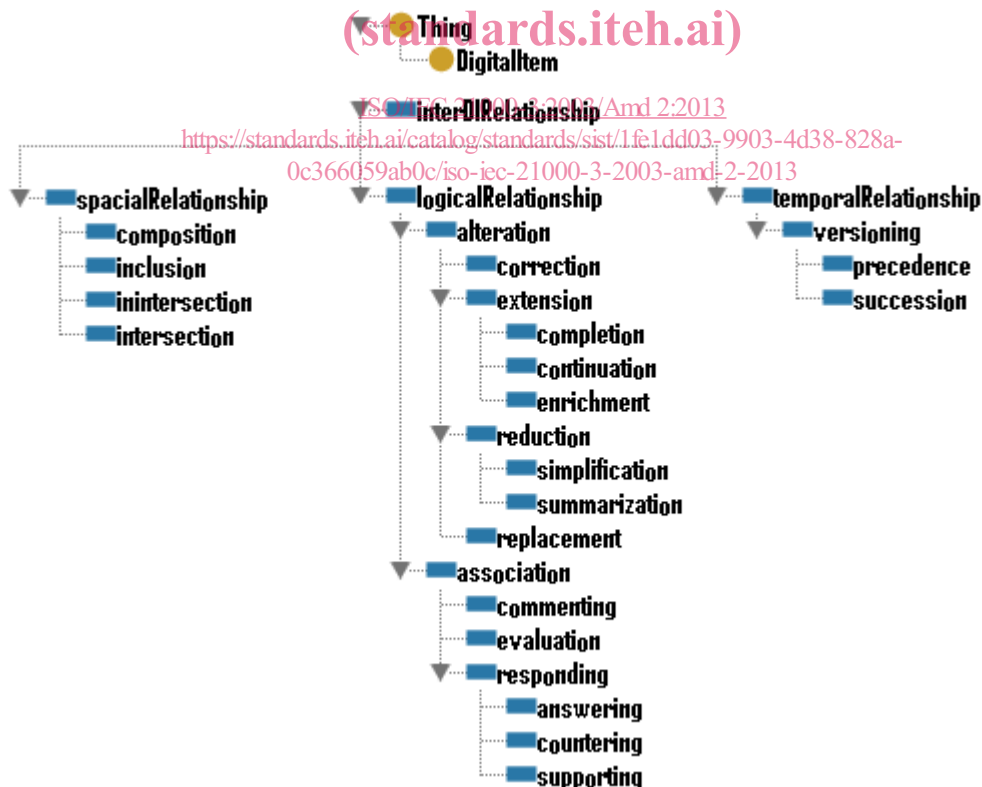 (standards.iteh.ai)
Thing
DigitalItem
ISO/IEC 21000-3:2003/Amd 2:2013
interDIRelationship
https://standards.iteh.ai/catalog/standards/sist/1fe1dd03-9903-4d38-828a-
0c366059ab0c/iso-iec-21000-3-2003-amd-2-2013
spacialRelationship
composition
inclusion
inintersection
intersection
logicalRelationship
alteration
correction
extension
completion
continuation
enrichment
reduction
simplification
summarization
replacement
association
commenting
evaluation
responding
answering
countering
supporting
temporalRelationship
versioning
precedence
succession